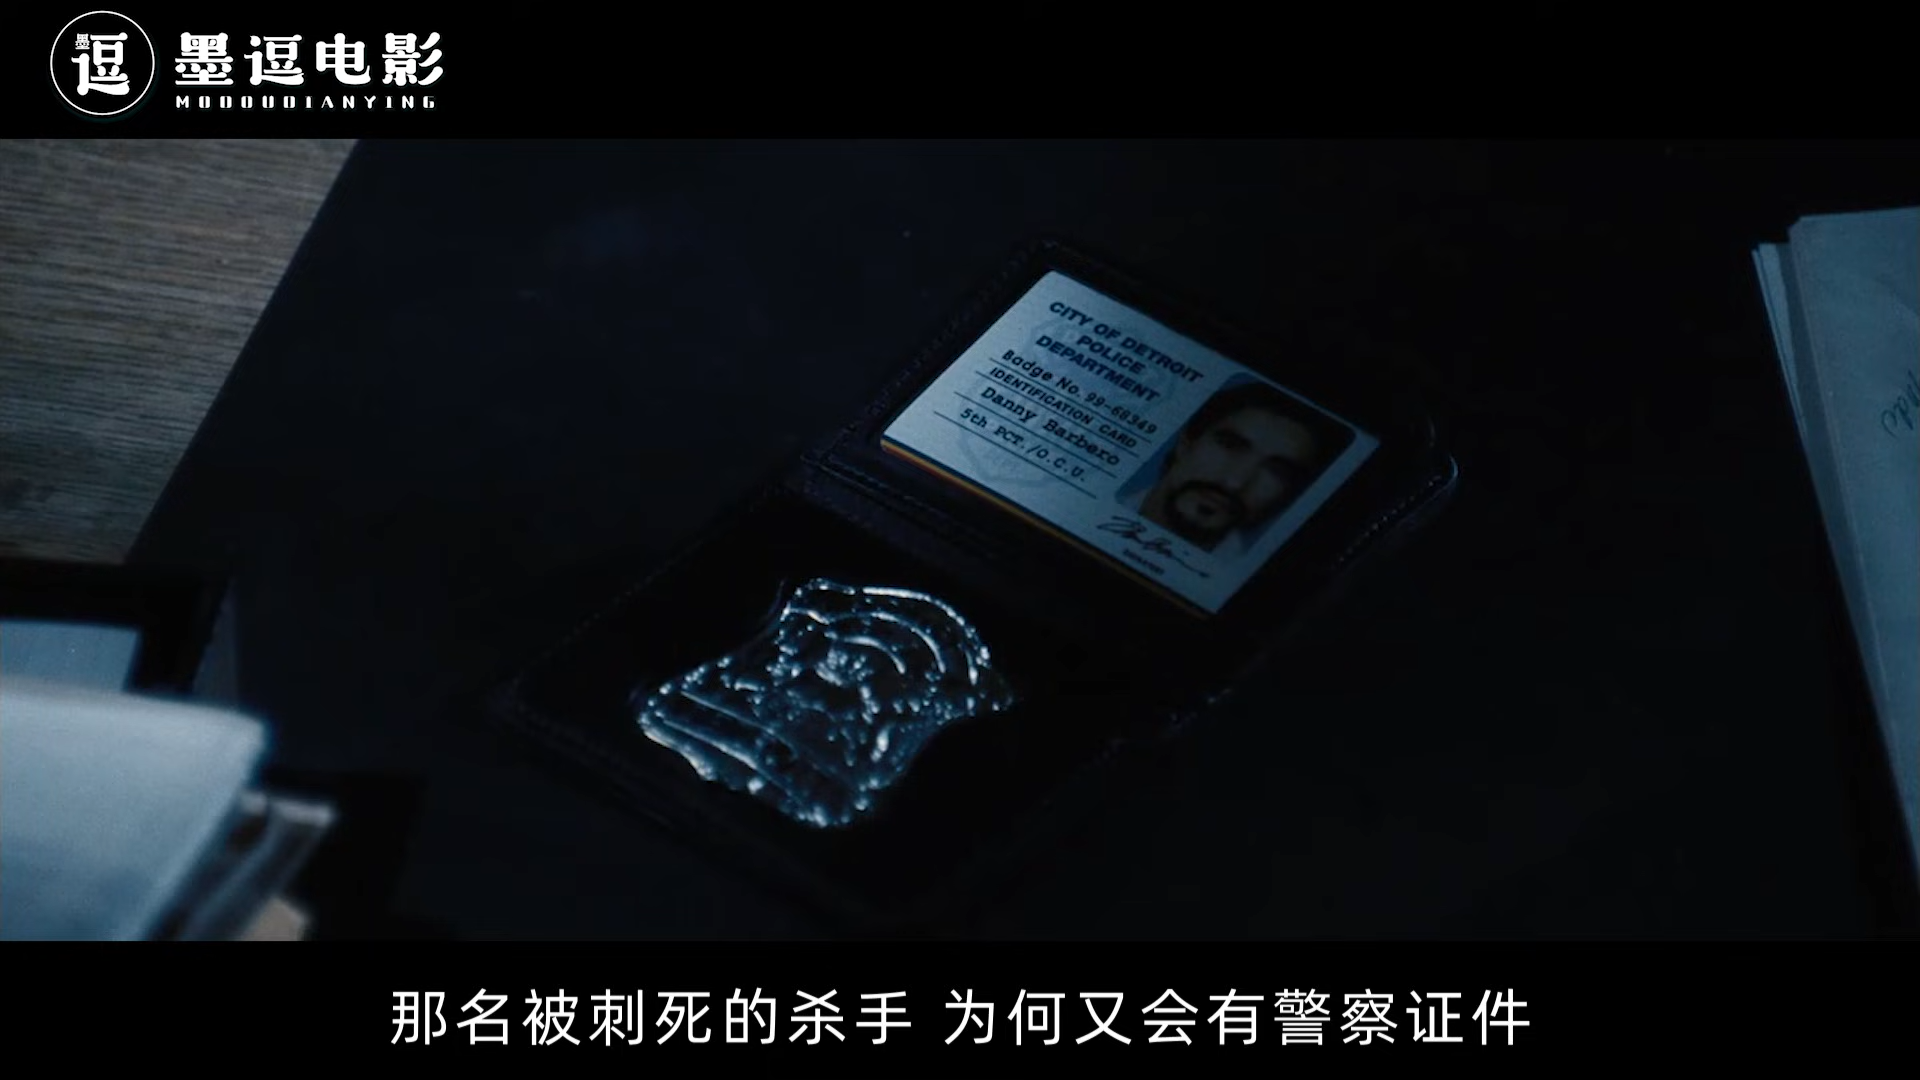 墨逗
墨逗电影
MODOUDIANYING
CITY OF DETROIT
POLICE
DEPARTMENT
Badge No. 99-68349
IDENTIFICATION CARD
Danny Barbero
5th PCT./O.C.U.
那名被刺死的杀手 为何又会有警察证件